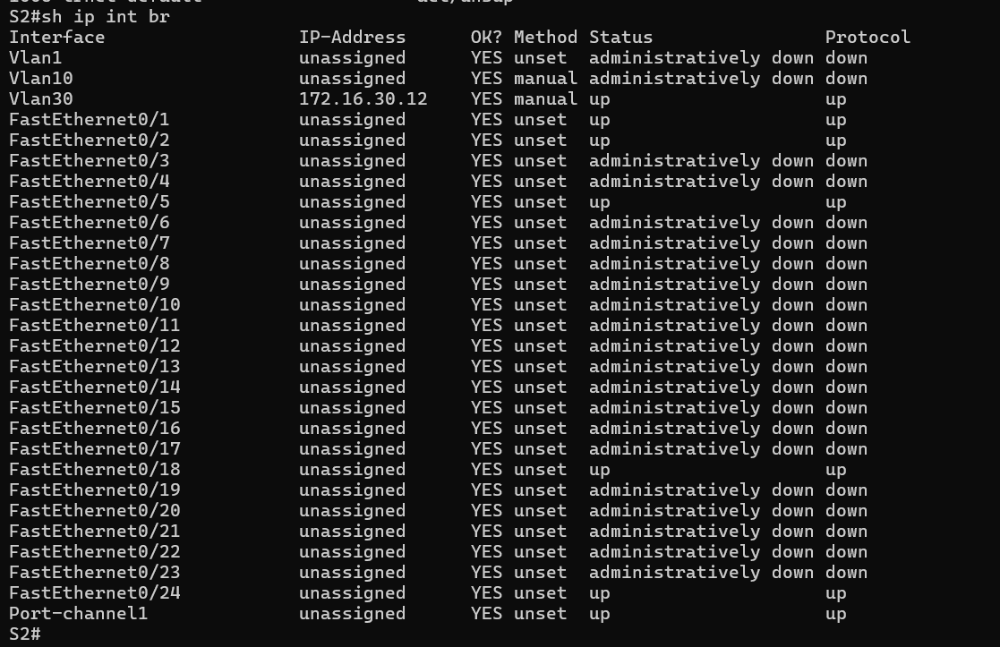 S2#sh ip int br
Interface              IP-Address      OK? Method Status                Protocol
Vlan1                  unassigned      YES unset  administratively down down
Vlan10                 unassigned      YES manual administratively down down
Vlan30                 172.16.30.12    YES manual up                    up
FastEthernet0/1        unassigned      YES unset  up                    up
FastEthernet0/2        unassigned      YES unset  up                    up
FastEthernet0/3        unassigned      YES unset  administratively down down
FastEthernet0/4        unassigned      YES unset  administratively down down
FastEthernet0/5        unassigned      YES unset  up                    up
FastEthernet0/6        unassigned      YES unset  administratively down down
FastEthernet0/7        unassigned      YES unset  administratively down down
FastEthernet0/8        unassigned      YES unset  administratively down down
FastEthernet0/9        unassigned      YES unset  administratively down down
FastEthernet0/10       unassigned      YES unset  administratively down down
FastEthernet0/11       unassigned      YES unset  administratively down down
FastEthernet0/12       unassigned      YES unset  administratively down down
FastEthernet0/13       unassigned      YES unset  administratively down down
FastEthernet0/14       unassigned      YES unset  administratively down down
FastEthernet0/15       unassigned      YES unset  administratively down down
FastEthernet0/16       unassigned      YES unset  administratively down down
FastEthernet0/17       unassigned      YES unset  administratively down down
FastEthernet0/18       unassigned      YES unset  up                    up
FastEthernet0/19       unassigned      YES unset  administratively down down
FastEthernet0/20       unassigned      YES unset  administratively down down
FastEthernet0/21       unassigned      YES unset  administratively down down
FastEthernet0/22       unassigned      YES unset  administratively down down
FastEthernet0/23       unassigned      YES unset  administratively down down
FastEthernet0/24       unassigned      YES unset  up                    up
Port-channel1          unassigned      YES unset  up                    up
S2#